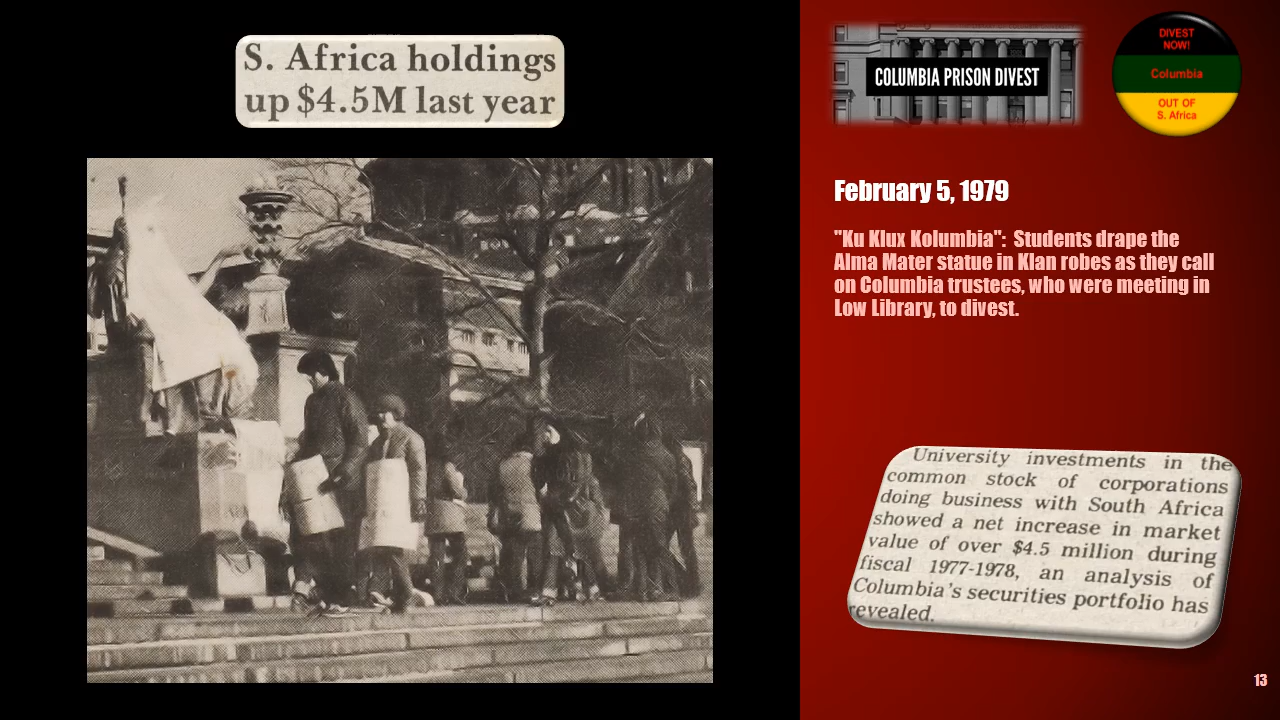 S. Africa holdings
up $4.5M last year
COLUMBIA PRISON DIVEST
DIVEST
NOW!
Columbia
OUT OF
S. Africa
February 5, 1979
"Ku Klux Kolumbia":  Students drape the
Alma Mater statue in Klan robes as they call
on Columbia trustees, who were meeting in
Low Library, to divest.
University investments in the
common stock of corporations
doing business with South Africa
showed a net increase in market
value of over $4.5 million during
fiscal 1977-1978, an analysis of
Columbia's securities portfolio has
revealed.
13